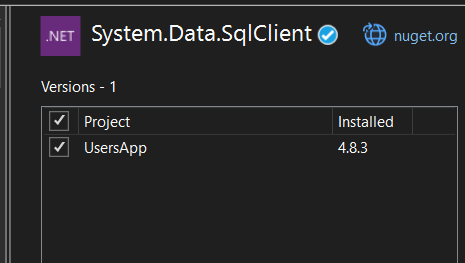 .NET System.Data.SqlClient nuget.org
Versions - 1
Project Installed
UsersApp 4.8.3